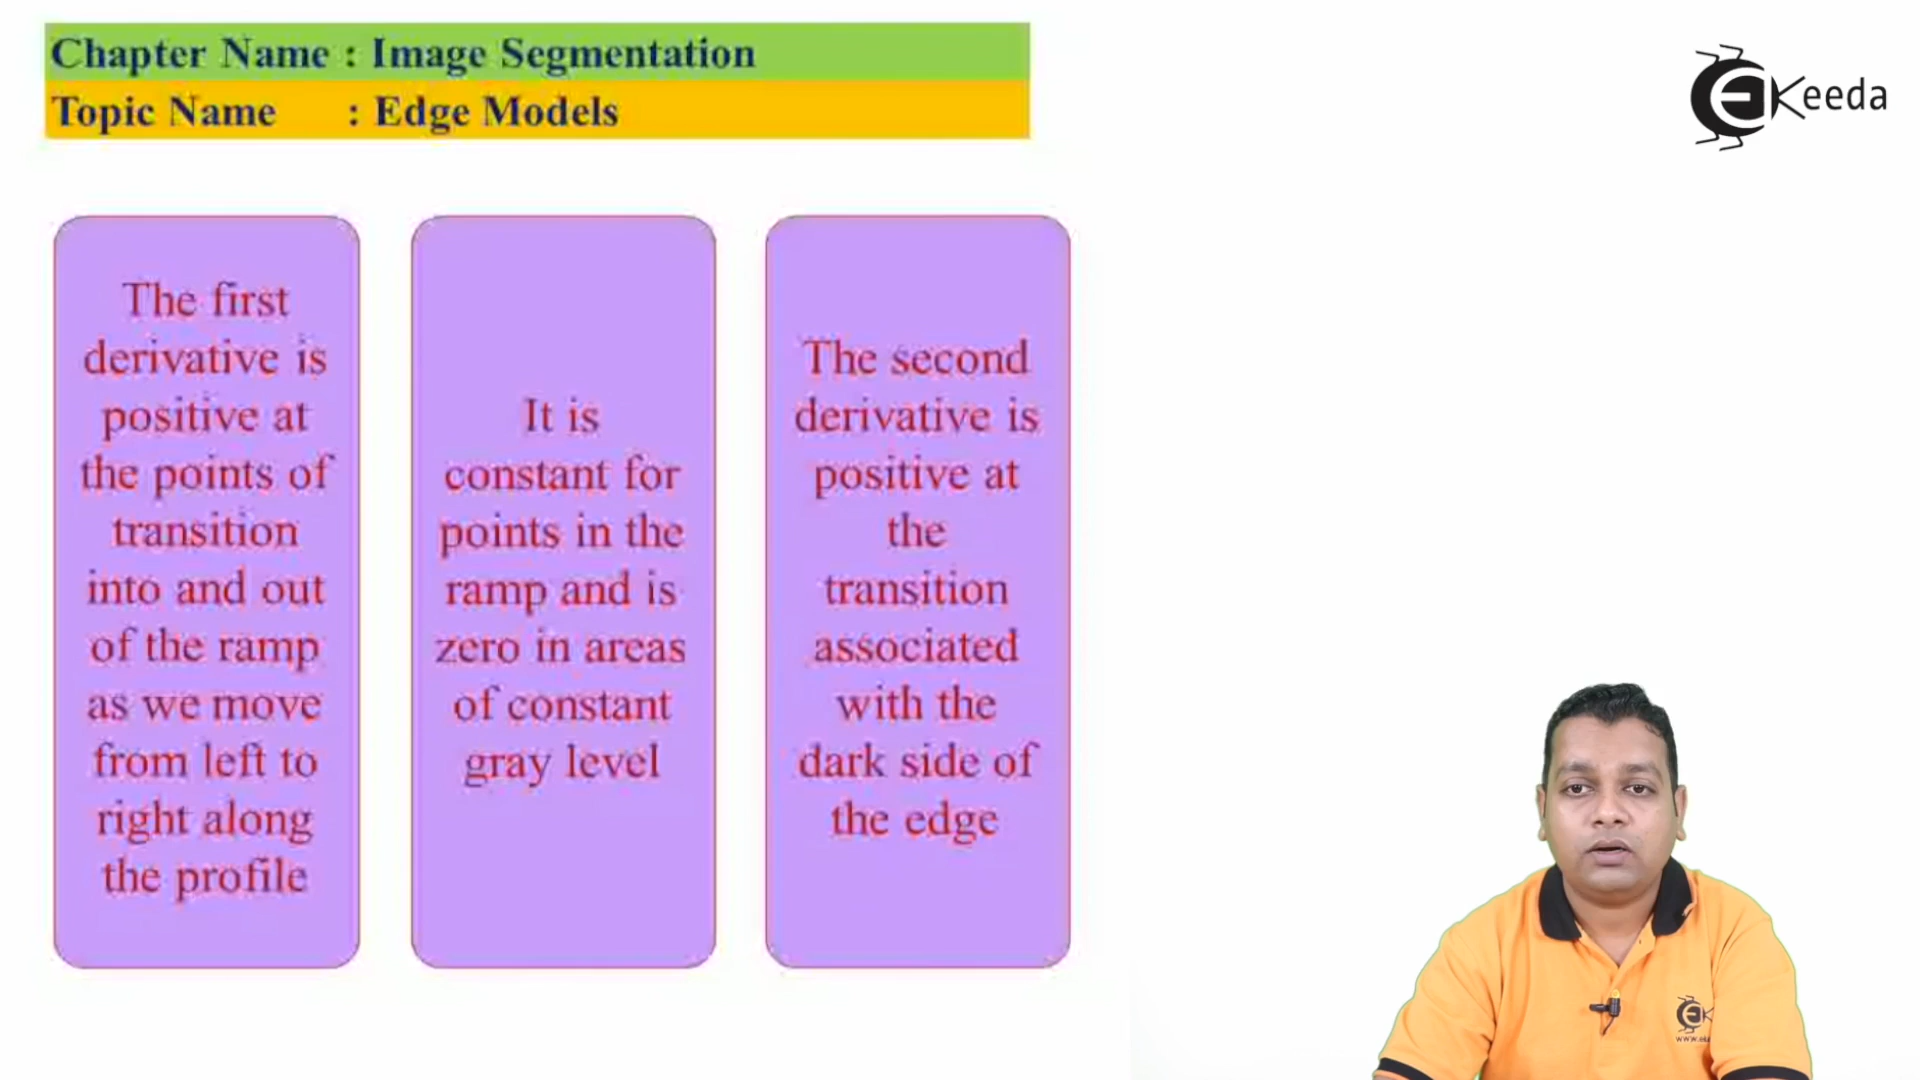 Chapter Name : Image Segmentation
Topic Name : Edge Models
EKeeda
The first
derivative is
positive at
the points of
transition
into and out
of the ramp
as we move
from left to
right along
the profile
It is
constant for
points in the
ramp and is
zero in areas
of constant
gray level
The second
derivative is
positive at
the
transition
associated
with the
dark side of
the edge